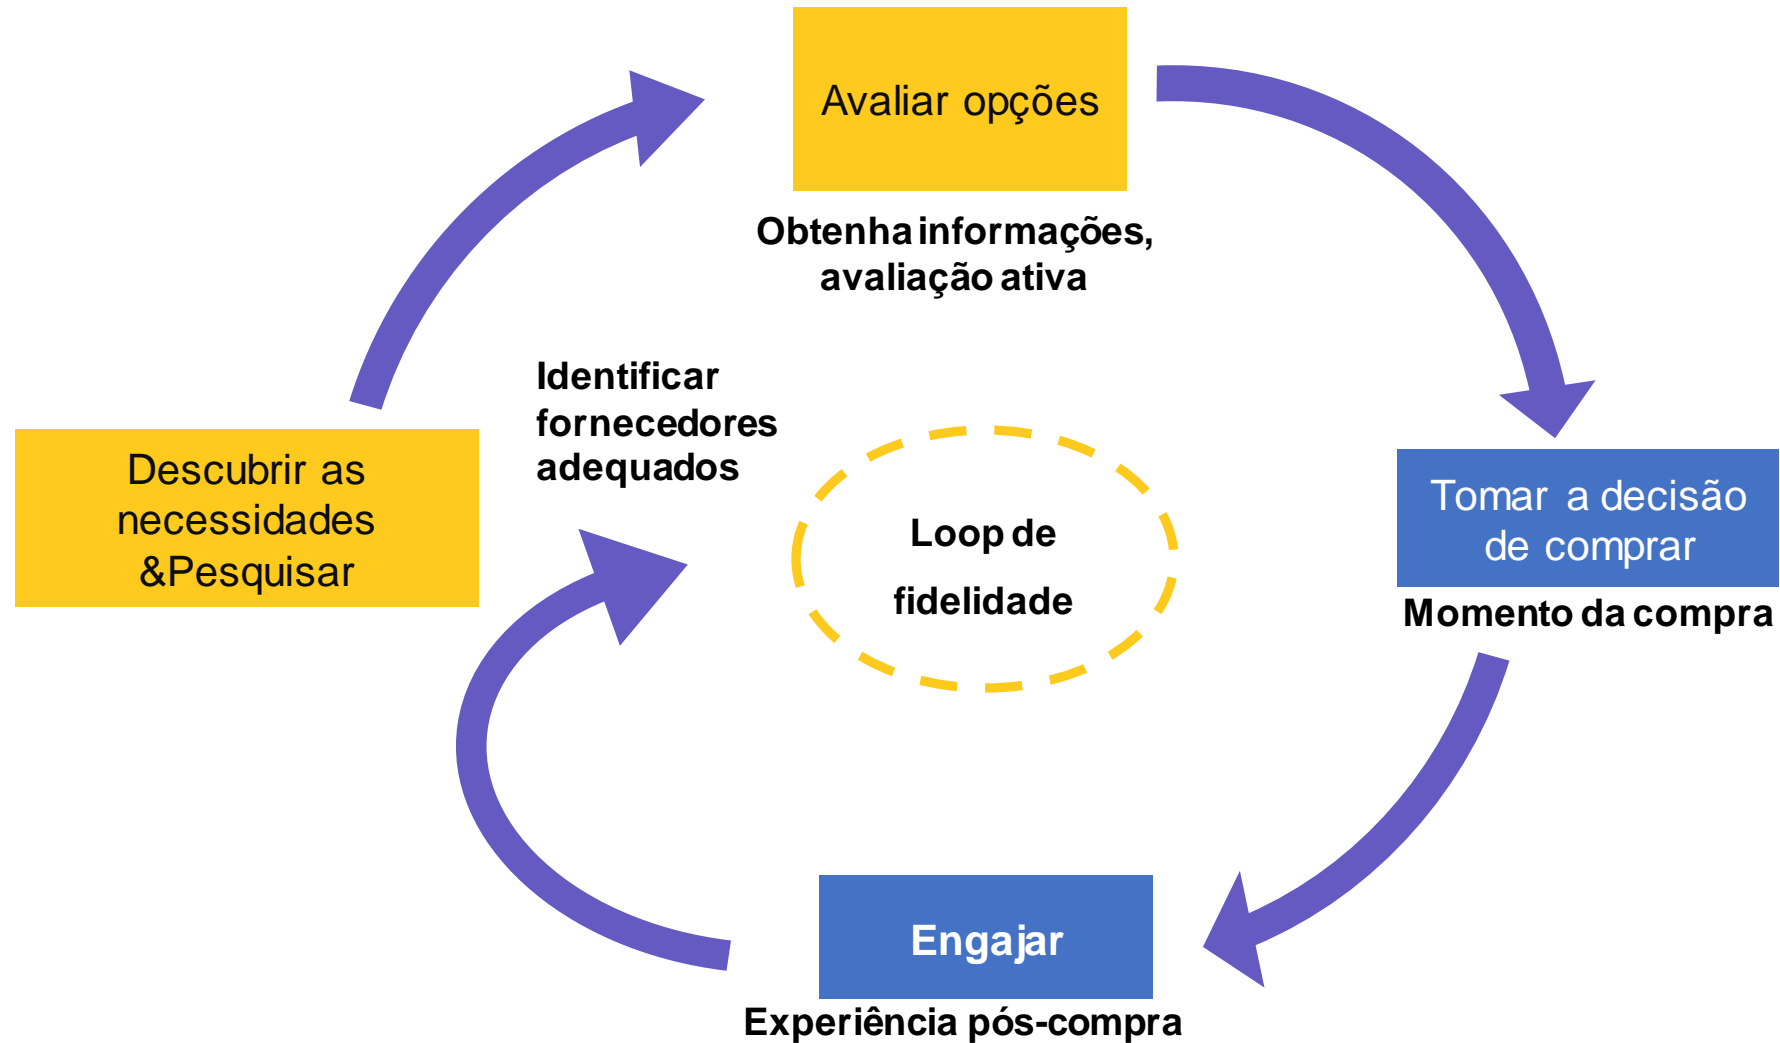 Avaliar opções
Obtenha informações,
avaliação ativa
Identificar
fornecedores
adequados
Descubrir as
necessidades
&Pesquisar
Loop de
fidelidade
Tomar a decisão
de comprar
Momento da compra
Engajar
Experiência pós-compra